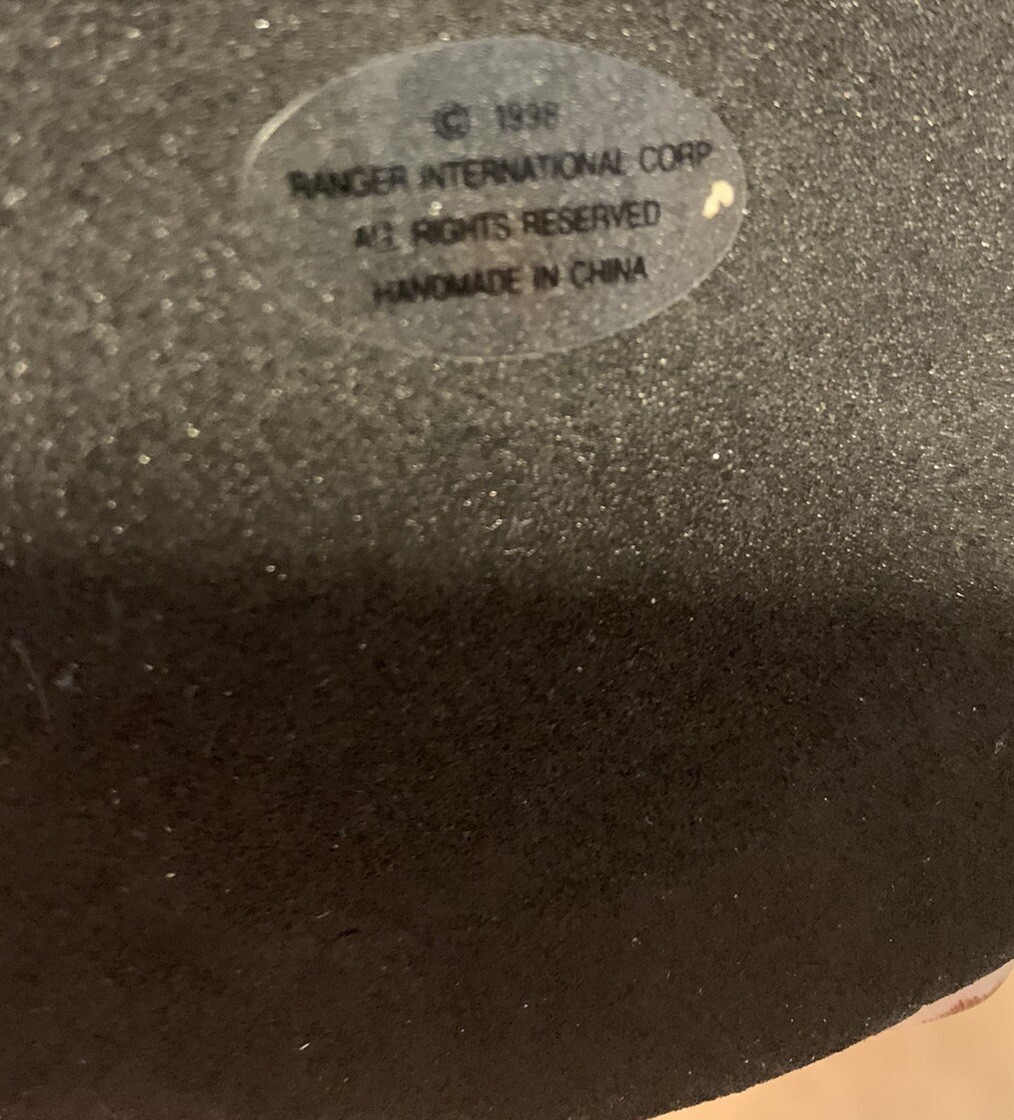 © 1998
RANGER INTERNATIONAL CORP
ALL RIGHTS RESERVED
HANDMADE IN CHINA